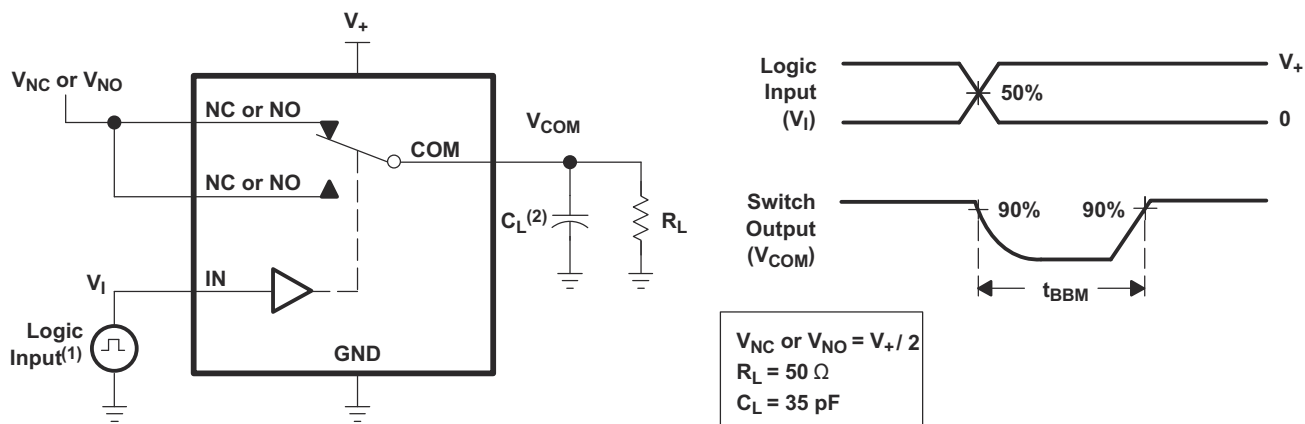 V+
VNC or VNO
NC or NO
VCOM
COM
NC or NO
CL(2)
RL
VI
IN
Logic
Input(1)
GND
Logic
Input
(VI)
50%
V+
0
Switch
Output
(VCOM)
90%
90%
tBBM
VNC or VNO = V+/ 2
RL = 50 Ω
CL = 35 pF